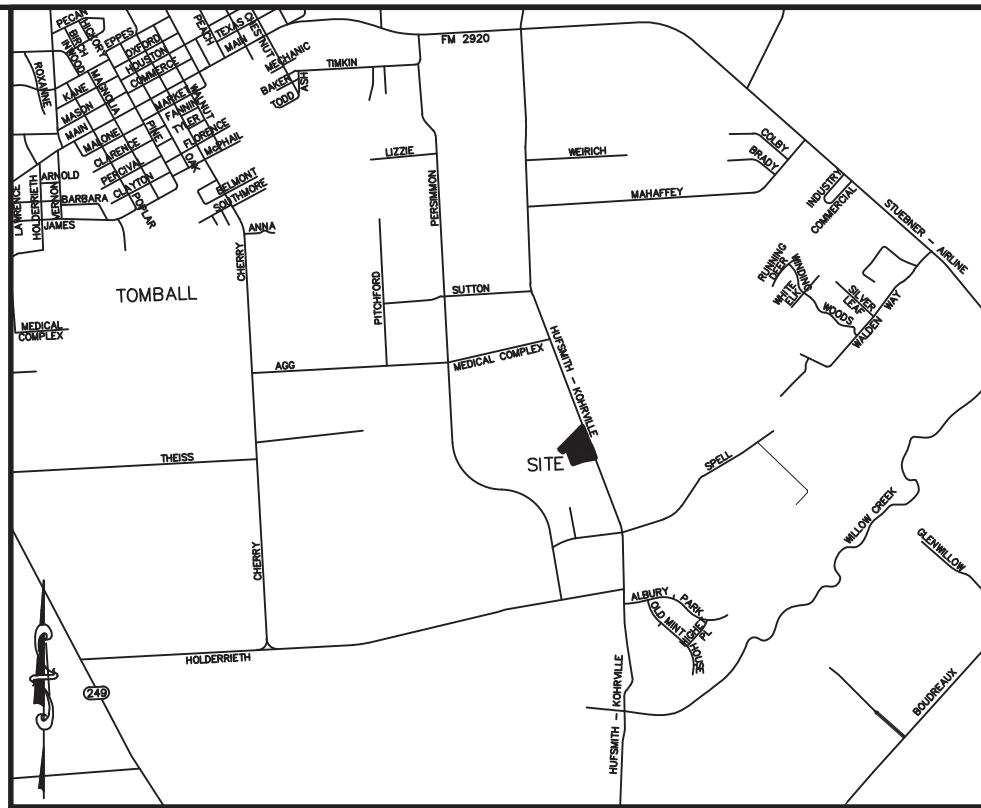 PECAN
HICKORY
BIRCH
INWOOD
EPPES
OXFORD
HOUSTON
COMMERCE
PEACH
TEXAS
MAIN
CHESTNUT
MECHANIC
BAKER
TODD
ASH
TIMKIN
FM 2920
ROXANNE
KANE
MAGNOLIA
MASON
MAIN
MALONE
CLARENCE
PERCIVAL
CLAYTON
PINE
MARKET
FANNIN
WALNUT
TYLER
FLORENCE
McPHAIL
OAK
BELMONT
SOUTHMORE
POPLAR
ARNOLD
VERNON
BARBARA
JAMES
LAWRENCE
HOLDERRIETH
ANNA
CHERRY
LIZZIE
PERSIMMON
WEIRICH
MAHAFFEY
COLBY
BRADY
INDUSTRY
COMMERCIAL
STUEBNER - AIRLINE
TOMBALL
MEDICAL
COMPLEX
PITCHFORD
SUTTON
RUNNING
DEER
WINDING
WHITE
ELK
WOODS
SILVER
LEAF
WALDEN WAY
AGG
MEDICAL COMPLEX
HUFSMITH - KOHRVILLE
SITE
THEISS
SPELL
WILLOW CREEK
GLENWILLOW
CHERRY
ALBURY
PARK
OLD MINT
HOUSE
HIGHE
PL
HOLDERRIETH
249
HUFSMITH - KOHRVILLE
BOUDREAUX